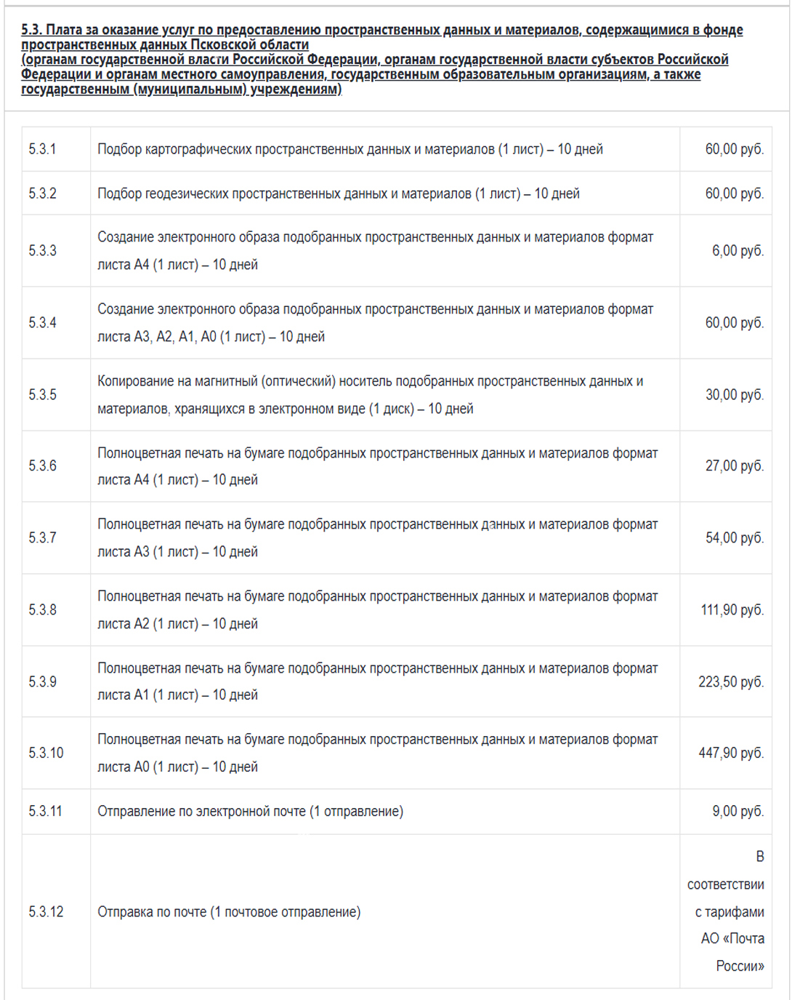 5.3. Плата за оказание услуг по предоставлению пространственных данных и материалов, содержащимися в фонде
пространственных данных Псковской области
(органам государственной власти Российской Федерации, органам государственной власти субъектов Российской
Федерации и органам местного самоуправления, государственным образовательным организациям, а также
государственным (муниципальным) учреждениям)
5.3.1 Подбор картографических пространственных данных и материалов (1 лист) – 10 дней 60,00 руб.
5.3.2 Подбор геодезических пространственных данных и материалов (1 лист) – 10 дней 60,00 руб.
Создание электронного образа подобранных пространственных данных и материалов формат
5.3.3 6,00 руб.
листа А4 (1 лист) – 10 дней
Создание электронного образа подобранных пространственных данных и материалов формат
5.3.4 60,00 руб.
листа А3, А2, А1, А0 (1 лист) – 10 дней
Копирование на магнитный (оптический) носитель подобранных пространственных данных и
5.3.5 30,00 руб.
материалов, хранящихся в электронном виде (1 диск) – 10 дней
Полноцветная печать на бумаге подобранных пространственных данных и материалов формат
5.3.6 27,00 руб.
листа А4 (1 лист) – 10 дней
Полноцветная печать на бумаге подобранных пространственных данных и материалов формат
5.3.7 54,00 руб.
листа А3 (1 лист) – 10 дней
Полноцветная печать на бумаге подобранных пространственных данных и материалов формат
5.3.8 111,90 руб.
листа А2 (1 лист) – 10 дней
Полноцветная печать на бумаге подобранных пространственных данных и материалов формат
5.3.9 223,50 руб.
листа А1 (1 лист) – 10 дней
Полноцветная печать на бумаге подобранных пространственных данных и материалов формат
5.3.10 447,90 руб.
листа А0 (1 лист) – 10 дней
5.3.11 Отправление по электронной почте (1 отправление) 9,00 руб.
В
соответствии
5.3.12 Отправка по почте (1 почтовое отправление) с тарифами
АО «Почта
России»